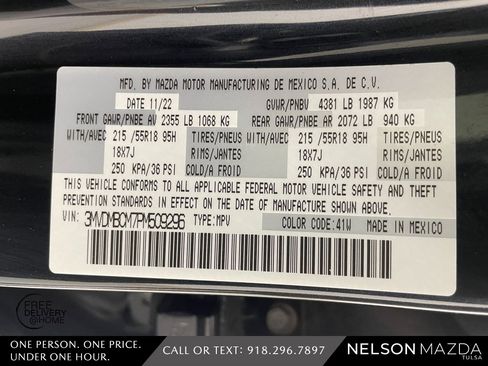 MFD. BY MAZDA MOTOR MANUFACTURING DE MEXICO S.A. DE C.V.
DATE 11/22 GVWR/PNBV 4381 LB 1987 KG
FRONT GAWR/PNBE AV 2355 LB 1068 KG REAR GAWR/PNBE AR 2072 LB 940 KG
WITH/AVEC 215 /55R18 95H TIRES/PNEUS WITH/AVEC 215 /55R18 95H TIRES/PNEUS
18X7J RIMS/JANTES 18X7J RIMS/JANTES
250 KPA/36 PSI COLD/A FROID 250 KPA/36 PSI COLD/A FROID
THIS VEHICLE CONFORMS TO ALL APPLICABLE FEDERAL MOTOR VEHICLE SAFETY AND THEFT
PREVENTION STANDARDS IN EFFECT ON THE DATE OF MANUFACTURE SHOWN ABOVE.
VIN: 3MVDMBCM7PM509296 TYPE:MPV COLOR CODE:41W MADE IN MEXICO
FREE
DELIVERY
@HOME
ONE PERSON. ONE PRICE.
UNDER ONE HOUR.
CALL OR TEXT: 918.296.7897
NELSON MAZDA
TULSA